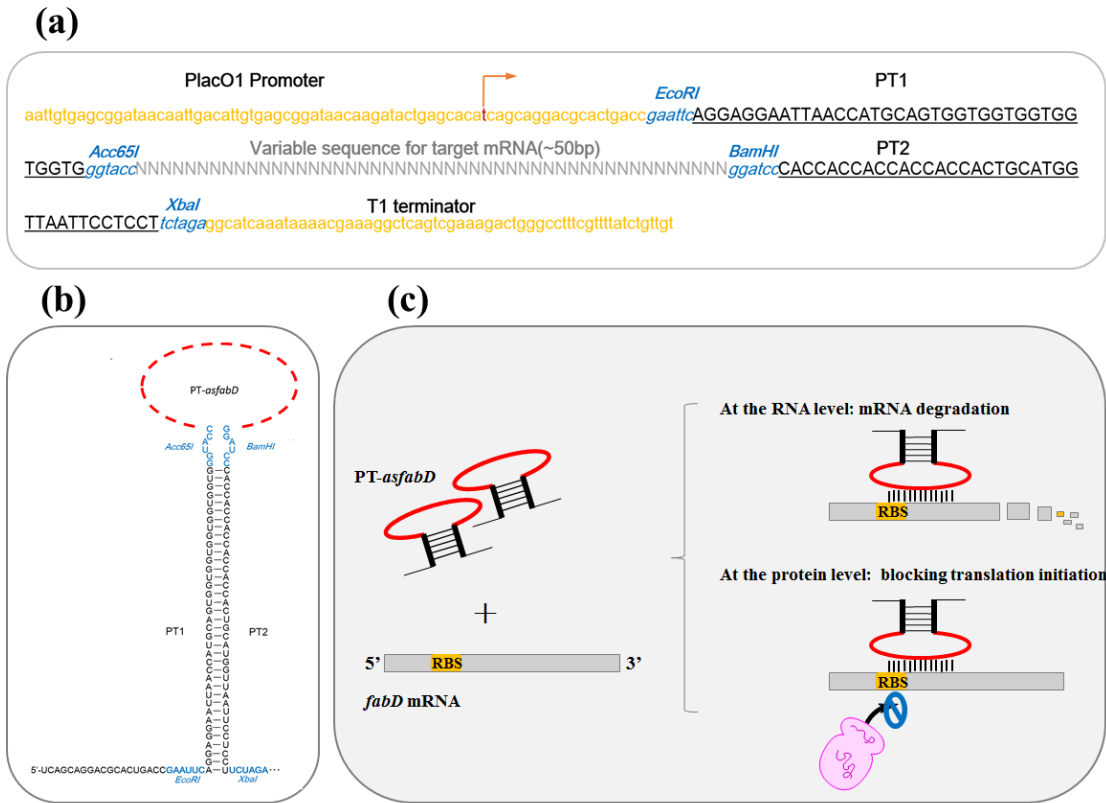 (a)
PlacO1 Promoter
EcoRI
PT1
aattgtgagcggataacaattgacattgtgagcggataacaagatactgagcacatcagcaggacgcactgaccgaattcAGGAGGAATTAACCATGCAGTGGTGGTGGTGG
Acc65I
Variable sequence for target mRNA(~50bp)
BamHI
PT2
TGGTGggtaccNNNNNNNNNNNNNNNNNNNNNNNNNNNNNNNNNNNNNNNNNNNNNNNNNNggatccCACCACCACCACCACCACTGCATGG
XbaI
T1 terminator
TTAATTCCTCCTtctagaggcatcaaataaaacgaaaggctcagtcgaaagactgggcctttcgttttatctgttgt
(b)
PT-asfabD
Acc65I
BamHI
PT1
PT2
5'-UCAGCAGGACGCACUGACCGAAUUCA
UUCUAGA···
EcoRI
XbaI
(c)
PT-asfabD
+
5’
RBS
3’
fabD mRNA
At the RNA level: mRNA degradation
RBS
At the protein level: blocking translation initiation
RBS